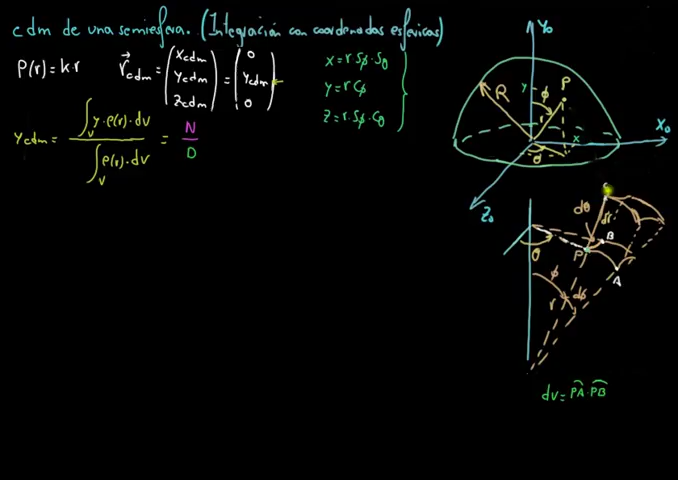 cdm de una semiesfera. (Integración con coordenadas esféricas)
ρ(r) = k·r
r⃗cdm = (xcdm ycdm zcdm) = (0 ycdm 0)
x = r Sφ · Sθ
y = r Cφ
z = r · Sφ · Cθ
ycdm = ∫V y·ρ(r)·dv / ∫V ρ(r)·dv = N / D
Y₀
y
φ
P
R
r
θ
x
X₀
Z₀
dθ
dr
B
P
θ
A
φ
dφ
r
dv = PA · PB